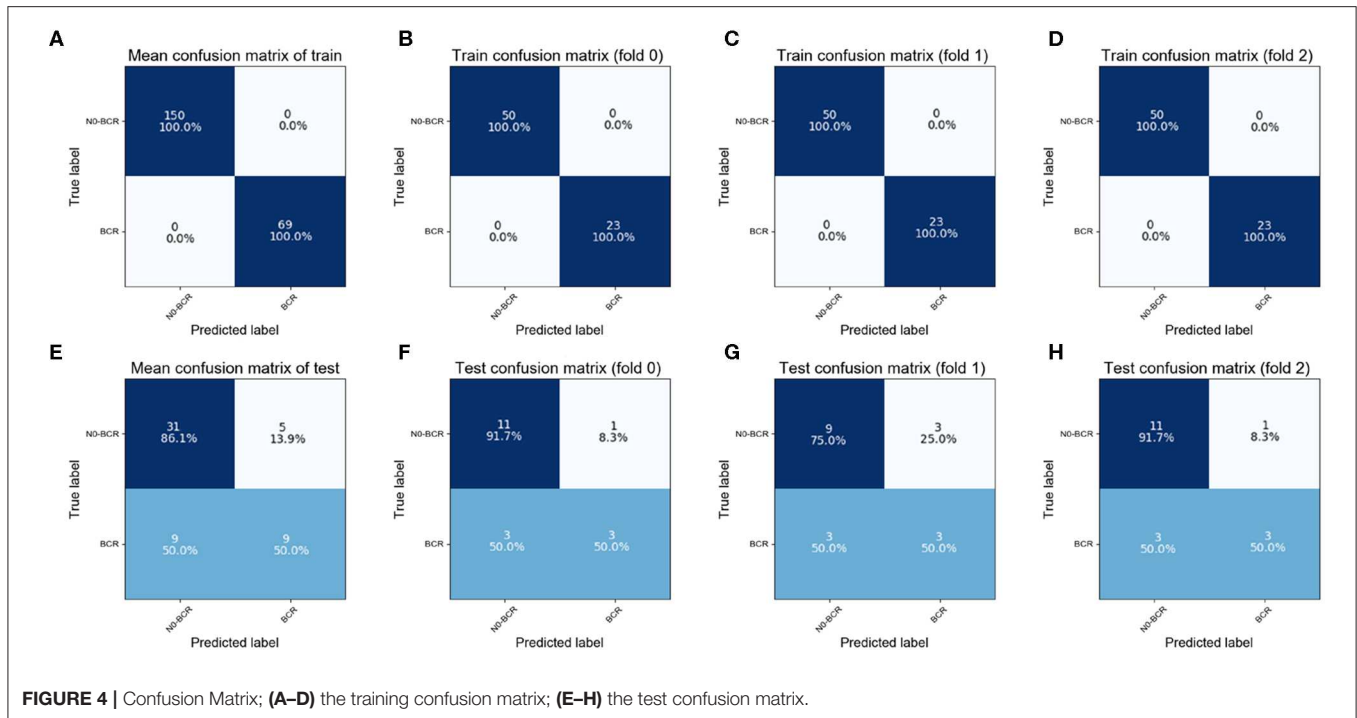 A
Mean confusion matrix of train
True label
N0-BCR
150
100.0%
0
0.0%
BCR
0
0.0%
69
100.0%
N0-BCR
BCR
Predicted label
B
Train confusion matrix (fold 0)
True label
N0-BCR
50
100.0%
0
0.0%
BCR
0
0.0%
23
100.0%
N0-BCR
BCR
Predicted label
C
Train confusion matrix (fold 1)
True label
N0-BCR
50
100.0%
0
0.0%
BCR
0
0.0%
23
100.0%
N0-BCR
BCR
Predicted label
D
Train confusion matrix (fold 2)
True label
N0-BCR
50
100.0%
0
0.0%
BCR
0
0.0%
23
100.0%
N0-BCR
BCR
Predicted label
E
Mean confusion matrix of test
True label
N0-BCR
31
86.1%
5
13.9%
BCR
9
50.0%
9
50.0%
N0-BCR
BCR
Predicted label
F
Test confusion matrix (fold 0)
True label
N0-BCR
11
91.7%
1
8.3%
BCR
3
50.0%
3
50.0%
N0-BCR
BCR
Predicted label
G
Test confusion matrix (fold 1)
True label
N0-BCR
9
75.0%
3
25.0%
BCR
3
50.0%
3
50.0%
N0-BCR
BCR
Predicted label
H
Test confusion matrix (fold 2)
True label
N0-BCR
11
91.7%
1
8.3%
BCR
3
50.0%
3
50.0%
N0-BCR
BCR
Predicted label
FIGURE 4 | Confusion Matrix; (A–D) the training confusion matrix; (E–H) the test confusion matrix.